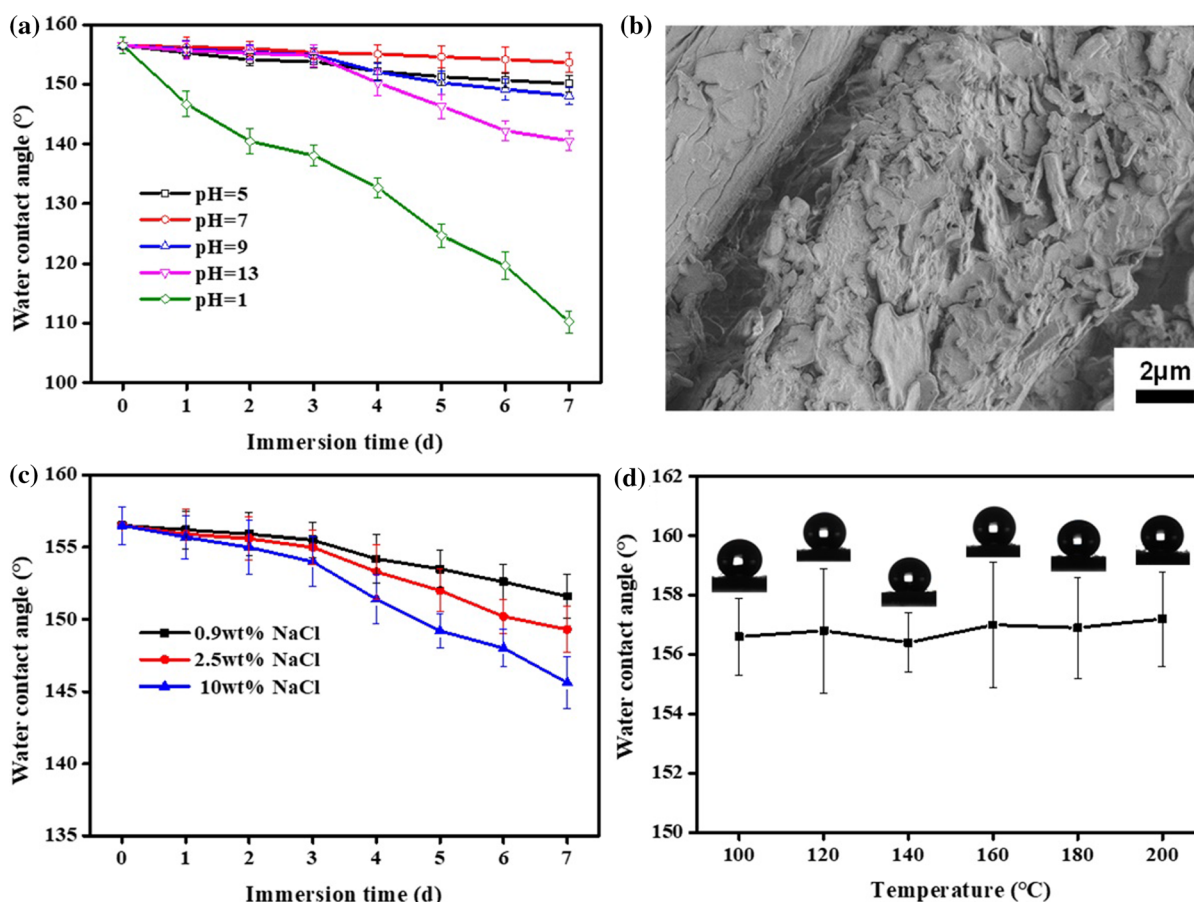 (a)
160
150
140
130
120
110
100
Water contact angle (°)
pH=5
pH=7
pH=9
pH=13
pH=1
0 1 2 3 4 5 6 7
Immersion time (d)
(b)
2μm
(c)
160
155
150
145
140
135
Water contact angle (°)
0.9wt% NaCl
2.5wt% NaCl
10wt% NaCl
0 1 2 3 4 5 6 7
Immersion time (d)
(d)
162
160
158
156
154
152
150
Water contact angle (°)
100 120 140 160 180 200
Temperature (°C)